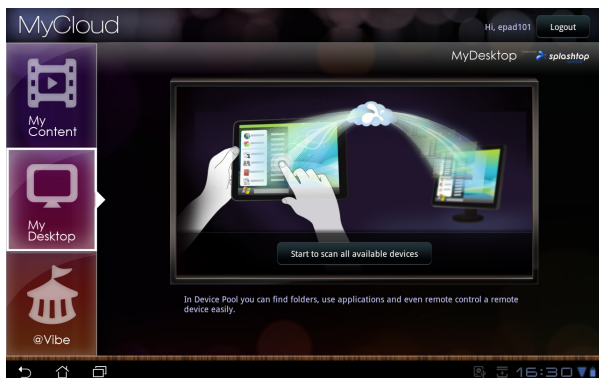 MyCloud
Hi, epad101
Logout
MyDesktop
splashtop
My
Content
My
Desktop
Start to scan all available devices
In Device Pool you can find folders, use applications and even remote control a remote
device easily.
@Vibe
16:30